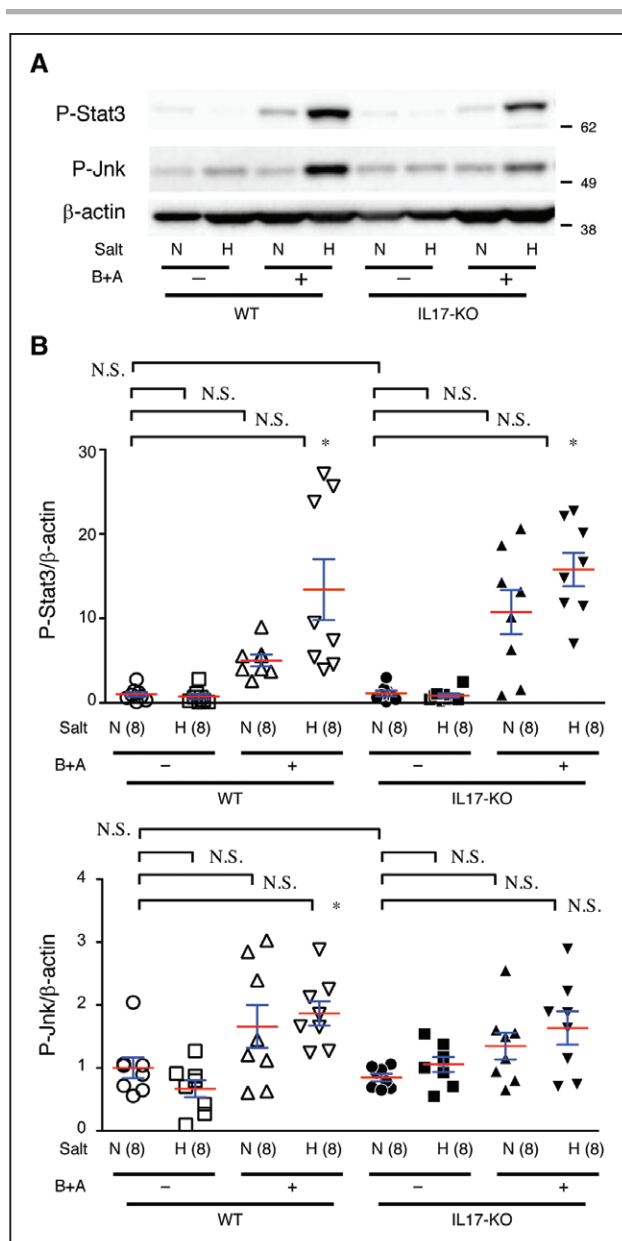 A
P-Stat3
62
P-Jnk
49
β-actin
38
Salt N H N H N H N H
B+A − + − +
WT IL17-KO
B
N.S.
N.S. N.S.
N.S. N.S.
* *
P-Stat3/β-actin
30
20
10
0
Salt N (8) H (8) N (8) H (8) N (8) H (8) N (8) H (8)
B+A − + − +
WT IL17-KO
N.S.
N.S. N.S.
N.S. N.S.
* N.S.
P-Jnk/β-actin
4
3
2
1
0
Salt N (8) H (8) N (8) H (8) N (8) H (8) N (8) H (8)
B+A − + − +
WT IL17-KO